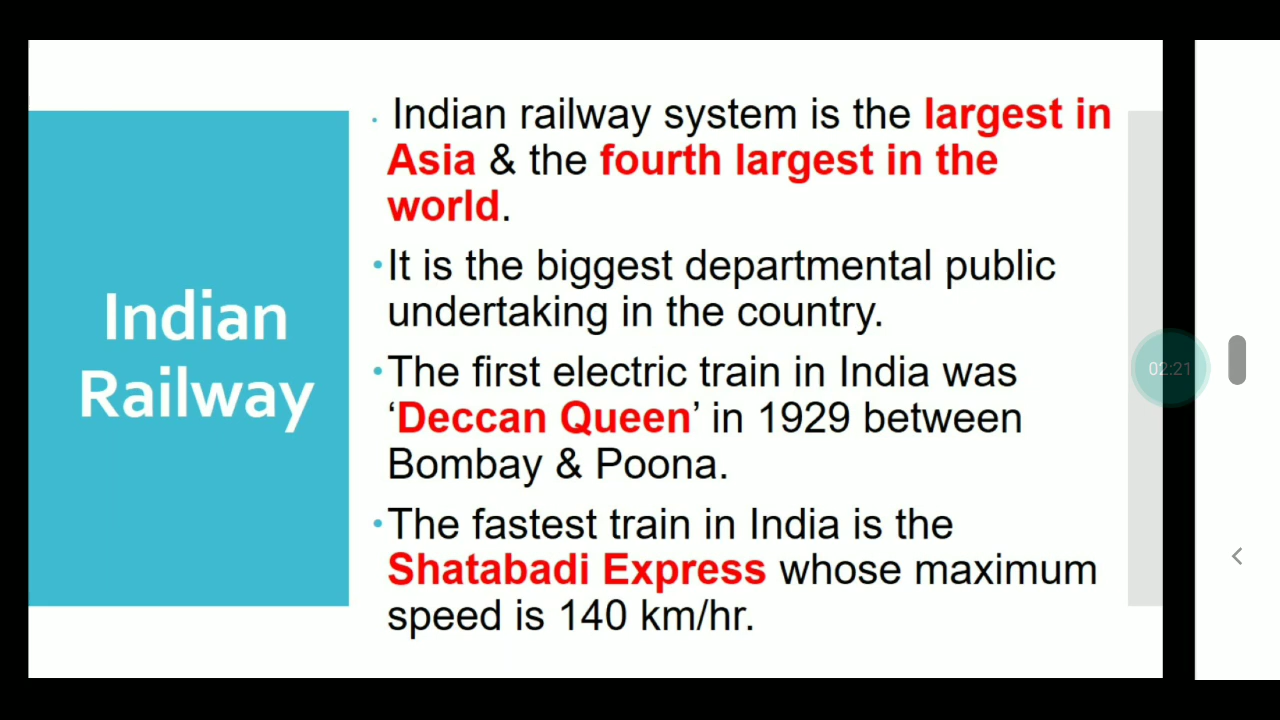 Indian
Railway
• Indian railway system is the largest in
Asia & the fourth largest in the
world.
•It is the biggest departmental public
undertaking in the country.
•The first electric train in India was
‘Deccan Queen’ in 1929 between
Bombay & Poona.
•The fastest train in India is the
Shatabadi Express whose maximum
speed is 140 km/hr.
02:21